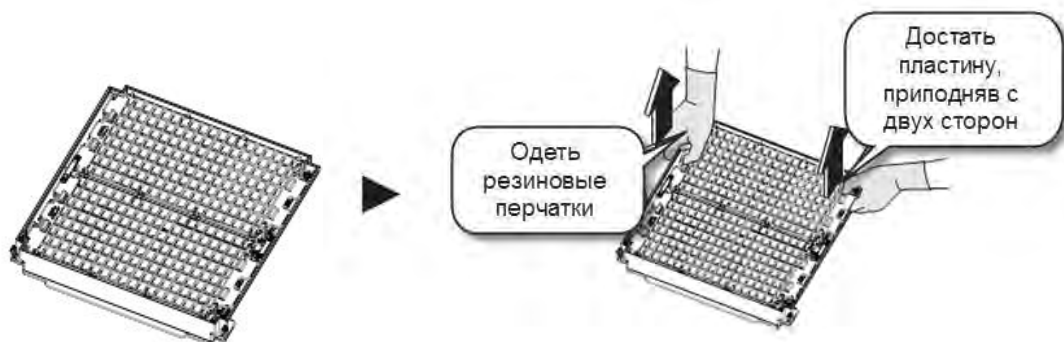 Одеть
резиновые
перчатки
Достать
пластину,
приподняв с
двух сторон